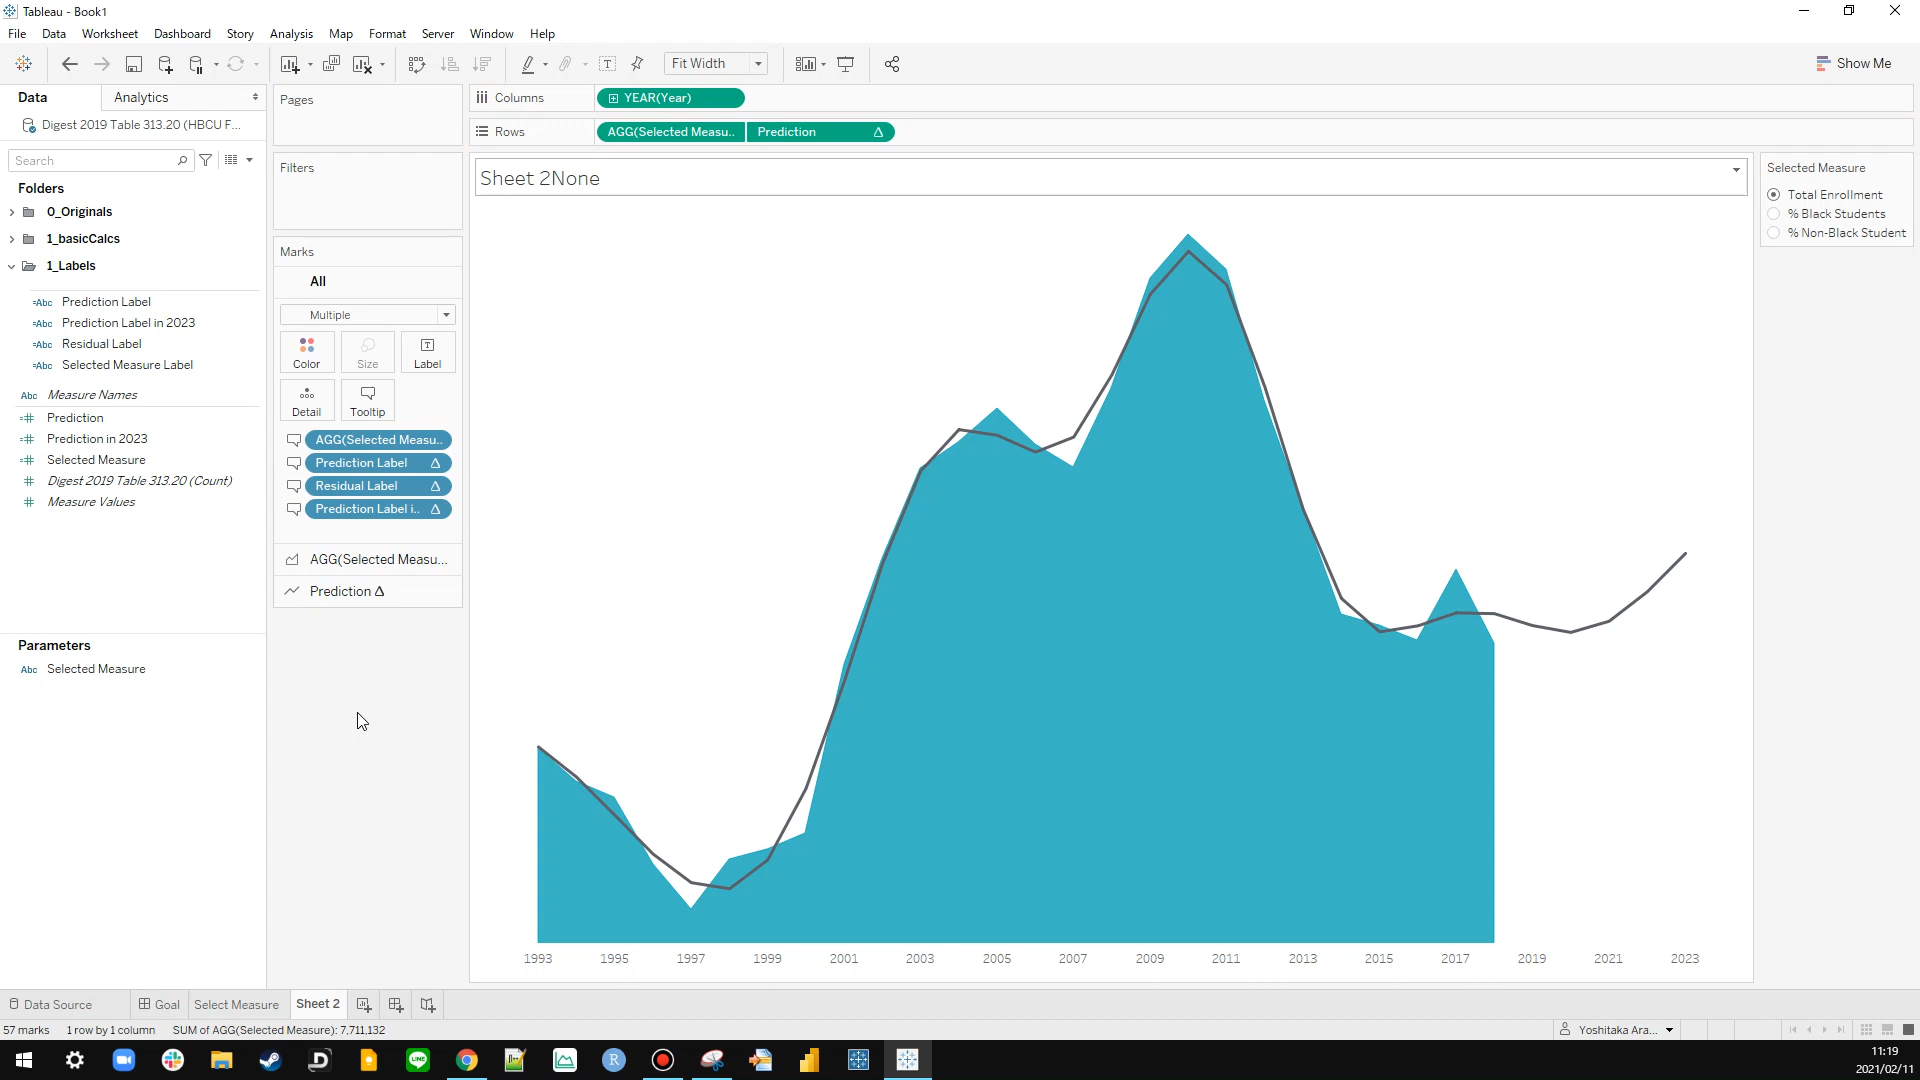 Tableau - Book1
File Data Worksheet Dashboard Story Analysis Map Format Server Window Help
Fit Width
Show Me
Data Analytics
Digest 2019 Table 313.20 (HBCU F...
Search
Folders
0_Originals
1_basicCalcs
1_Labels
=Abc Prediction Label
=Abc Prediction Label in 2023
=Abc Residual Label
=Abc Selected Measure Label
Abc Measure Names
Prediction
Prediction in 2023
Selected Measure
Digest 2019 Table 313.20 (Count)
Measure Values
Parameters
Abc Selected Measure
Pages
Filters
Marks
All
Multiple
Color Size Label
Detail Tooltip
AGG(Selected Measu..
Prediction Label Δ
Residual Label Δ
Prediction Label i.. Δ
AGG(Selected Measu...
Prediction Δ
Columns YEAR(Year)
Rows AGG(Selected Measu.. Prediction Δ
Sheet 2None
1993 1995 1997 1999 2001 2003 2005 2007 2009 2011 2013 2015 2017 2019 2021 2023
Selected Measure
Total Enrollment
% Black Students
% Non-Black Student
Data Source Goal Select Measure Sheet 2
57 marks 1 row by 1 column SUM of AGG(Selected Measure): 7,711,132
Yoshitaka Ara...
LINE
R
11:19
2021/02/11